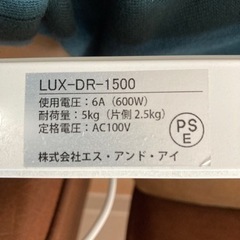 LUX-DR-1500
使用電圧：6A（600W）
耐荷量：5kg（片側 2.5kg）
定格電圧：AC100V
PS
E
株式会社エス・アンド・アイ